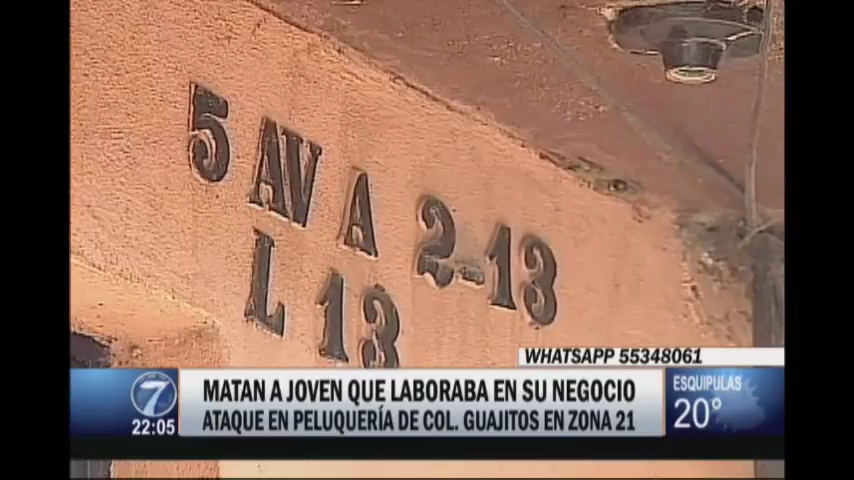 5 AV A 2-13
L 13
WHATSAPP 55348061
7
22:05
MATAN A JOVEN QUE LABORABA EN SU NEGOCIO
ATAQUE EN PELUQUERÍA DE COL. GUAJITOS EN ZONA 21
ESQUIPULAS
20°